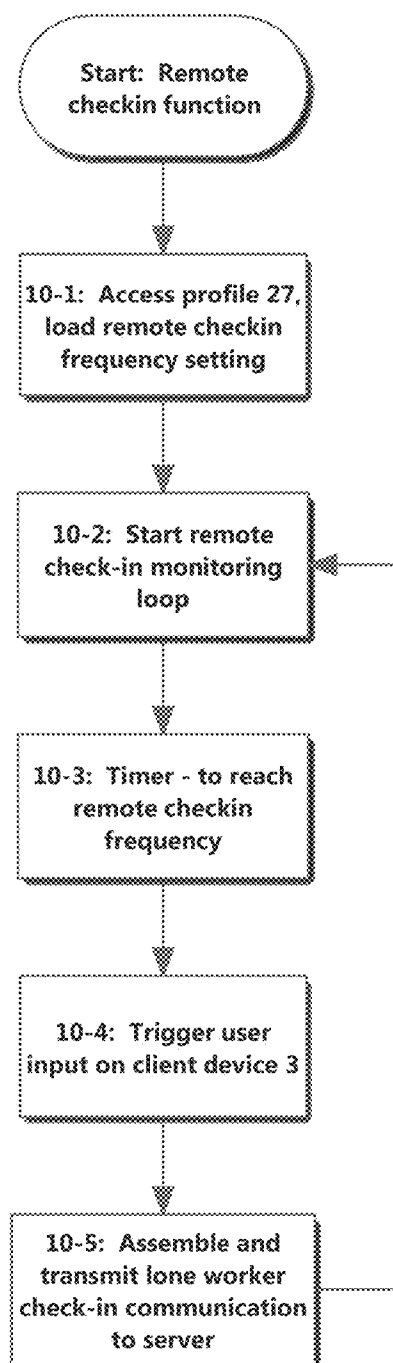 Start: Remote
checkin function
10-1: Access profile 27,
load remote checkin
frequency setting
10-2: Start remote
check-in monitoring
loop
10-3: Timer - to reach
remote checkin
frequency
10-4: Trigger user
input on client device 3
10-5: Assemble and
transmit lone worker
check-in communication
to server